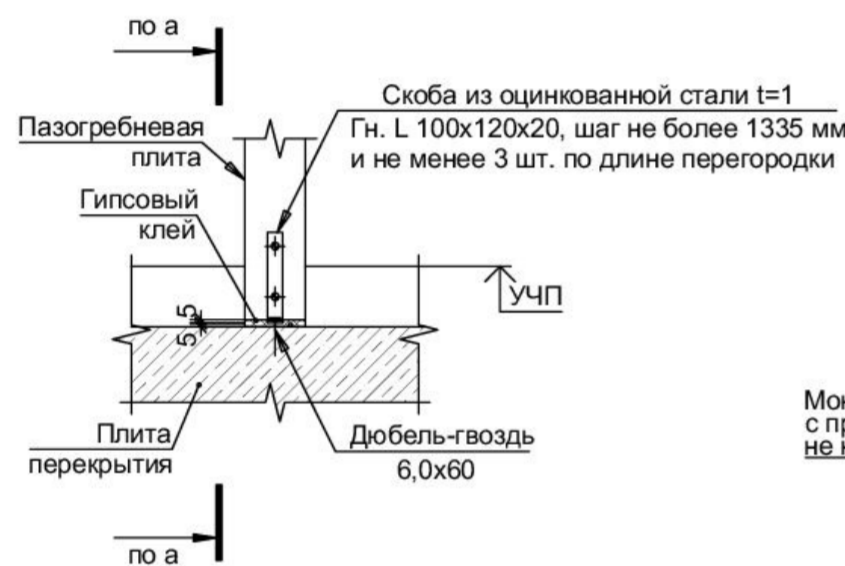 по а
Скоба из оцинкованной стали t=1
Гн. L 100х120х20, шаг не более 1335 мм
и не менее 3 шт. по длине перегородки
Пазогребневая
плита
Гипсовый
клей
УЧП
5
5
Плита
перекрытия
Дюбель-гвоздь
6,0х60
по а